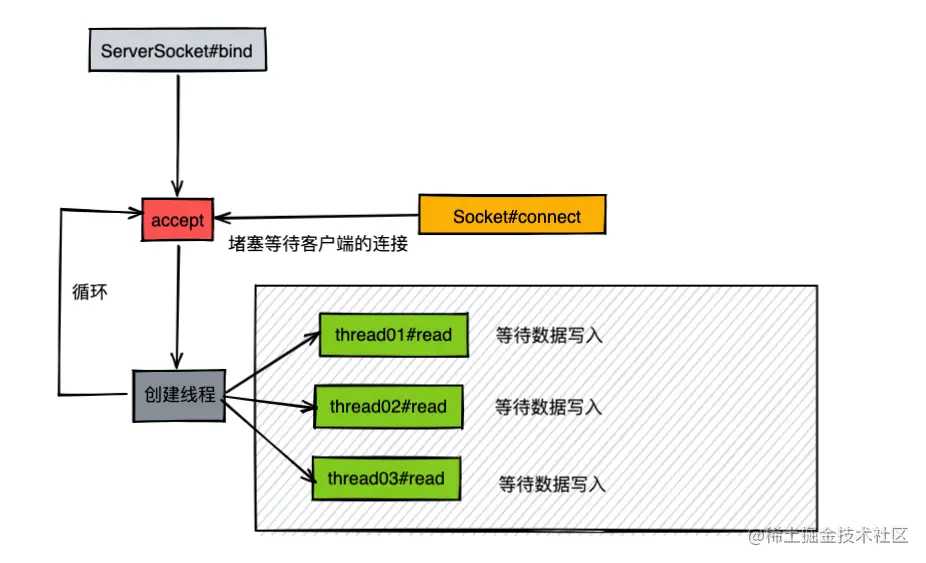 ServerSocket#bind
accept
Socket#connect
堵塞等待客户端的连接
循环
thread01#read
等待数据写入
创建线程
thread02#read
等待数据写入
thread03#read
等待数据写入
@稀土掘金技术社区